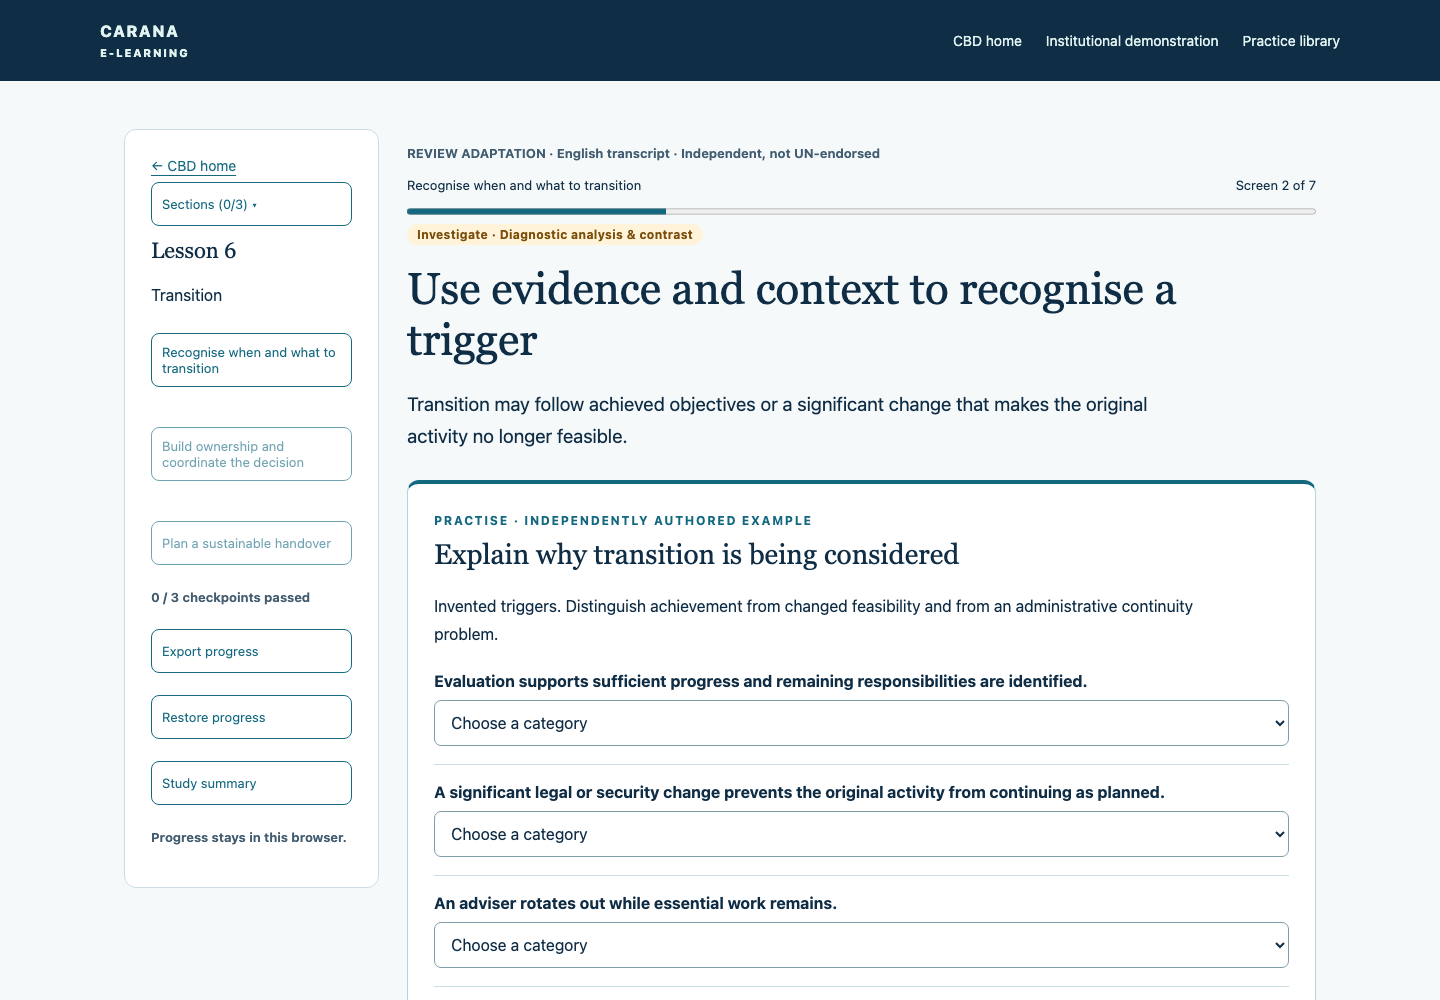 CARANA
E-LEARNING
CBD home
Institutional demonstration
Practice library
← CBD home
Sections (0/3) ▾
Lesson 6
Transition
Recognise when and what to
transition
Build ownership and
coordinate the decision
Plan a sustainable handover
0 / 3 checkpoints passed
Export progress
Restore progress
Study summary
Progress stays in this browser.
REVIEW ADAPTATION · English transcript · Independent, not UN-endorsed
Recognise when and what to transition
Screen 2 of 7
Investigate · Diagnostic analysis & contrast
Use evidence and context to recognise a
trigger
Transition may follow achieved objectives or a significant change that makes the original
activity no longer feasible.
PRACTISE · INDEPENDENTLY AUTHORED EXAMPLE
Explain why transition is being considered
Invented triggers. Distinguish achievement from changed feasibility and from an administrative continuity
problem.
Evaluation supports sufficient progress and remaining responsibilities are identified.
Choose a category
A significant legal or security change prevents the original activity from continuing as planned.
Choose a category
An adviser rotates out while essential work remains.
Choose a category